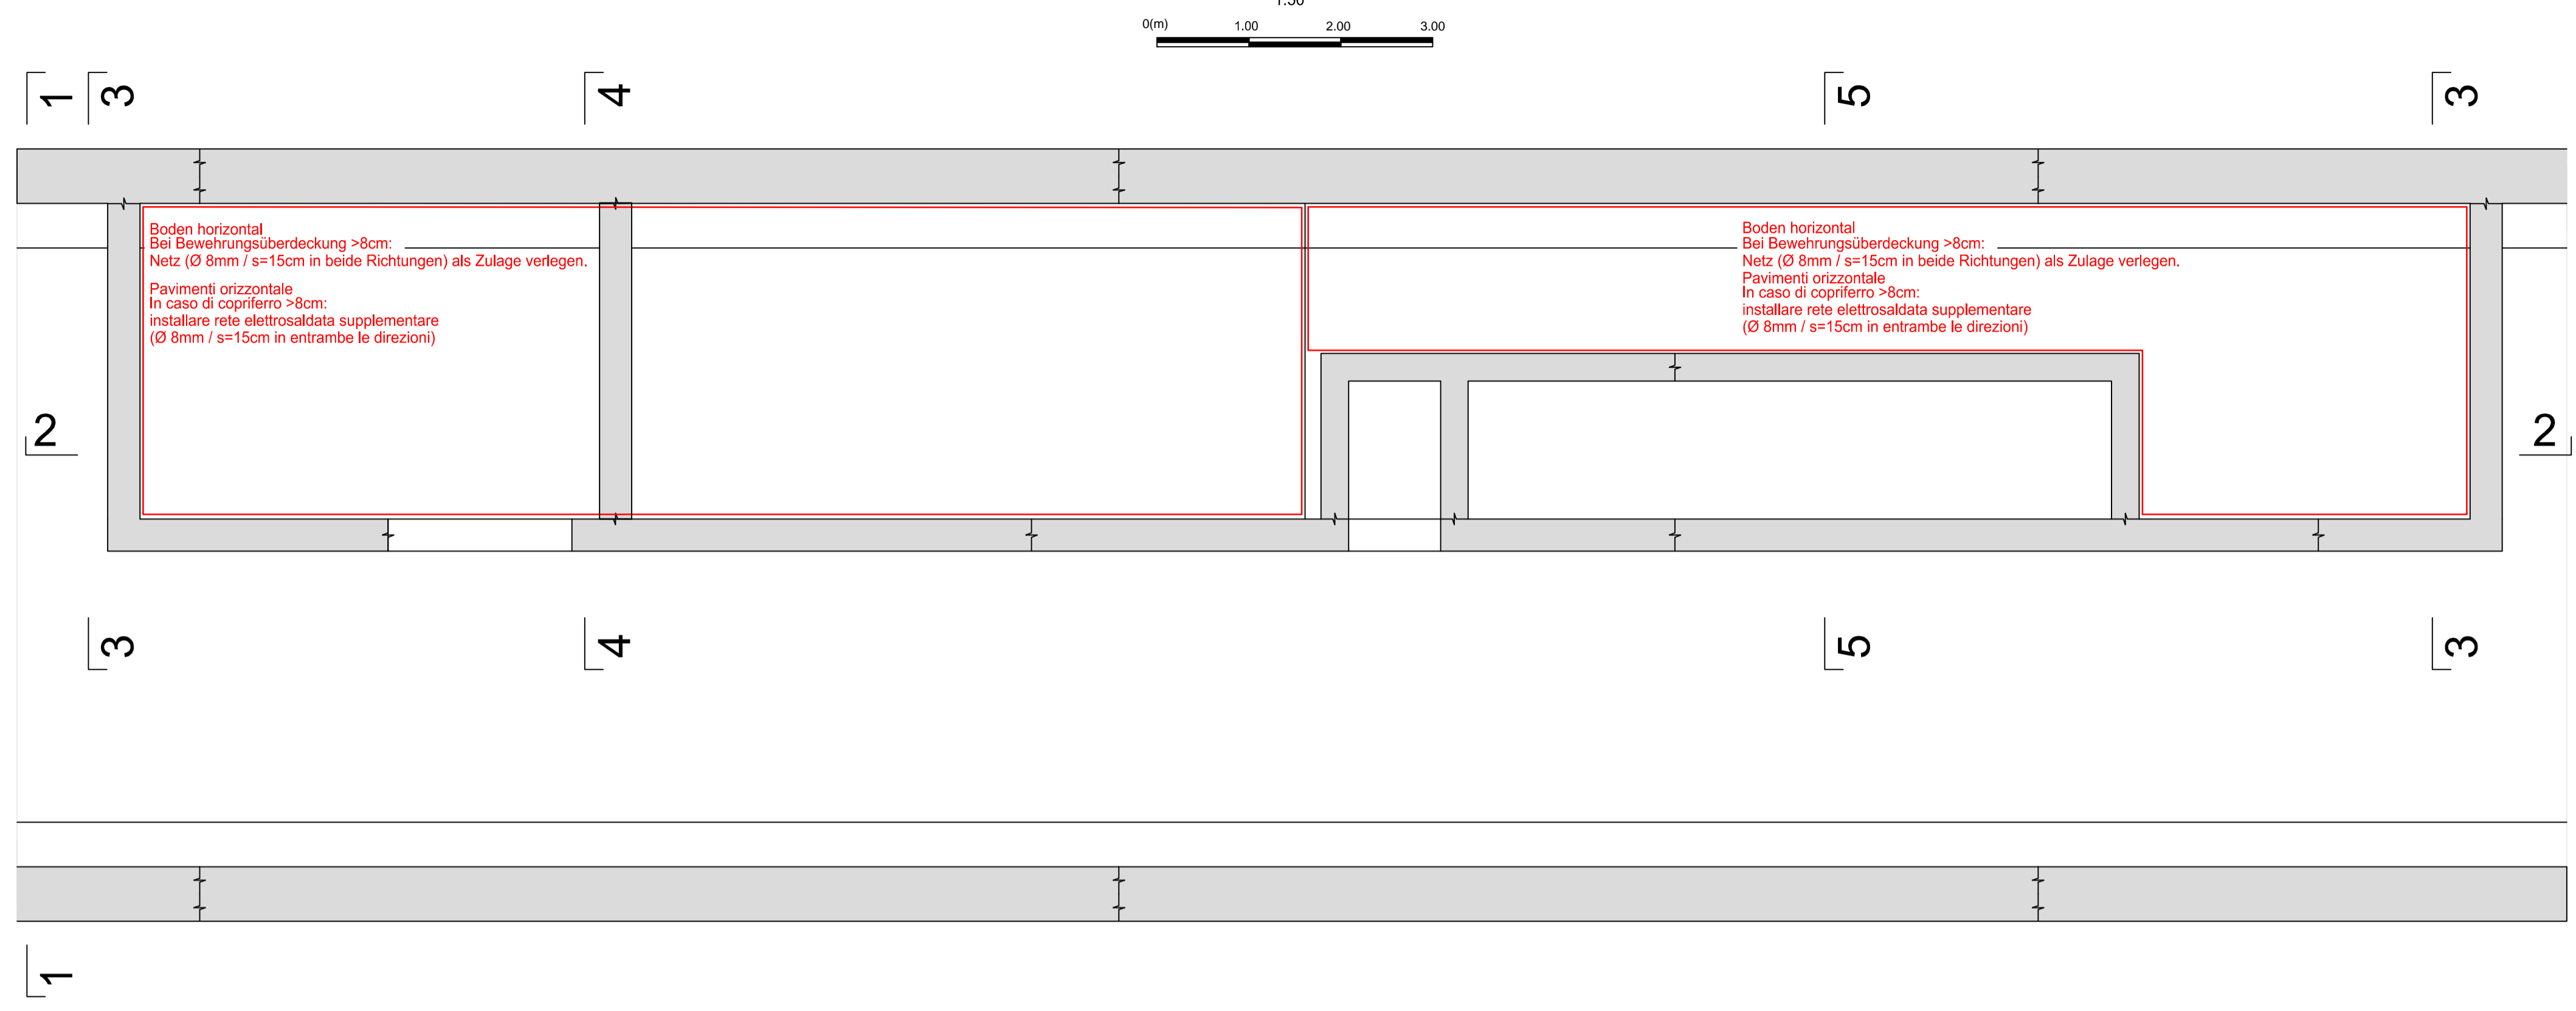 1:50
0(m) 1.00 2.00 3.00
1 3 4 5 3
Boden horizontal
Bei Bewehrungsüberdeckung >8cm:
Netz (Ø 8mm / s=15cm in beide Richtungen) als Zulage verlegen.
Pavimenti orizzontale
In caso di copriferro >8cm:
installare rete elettrosaldata supplementare
(Ø 8mm / s=15cm in entrambe le direzioni)
Boden horizontal
Bei Bewehrungsüberdeckung >8cm:
Netz (Ø 8mm / s=15cm in beide Richtungen) als Zulage verlegen.
Pavimenti orizzontale
In caso di copriferro >8cm:
installare rete elettrosaldata supplementare
(Ø 8mm / s=15cm in entrambe le direzioni)
2 2
3 4 5 3
1